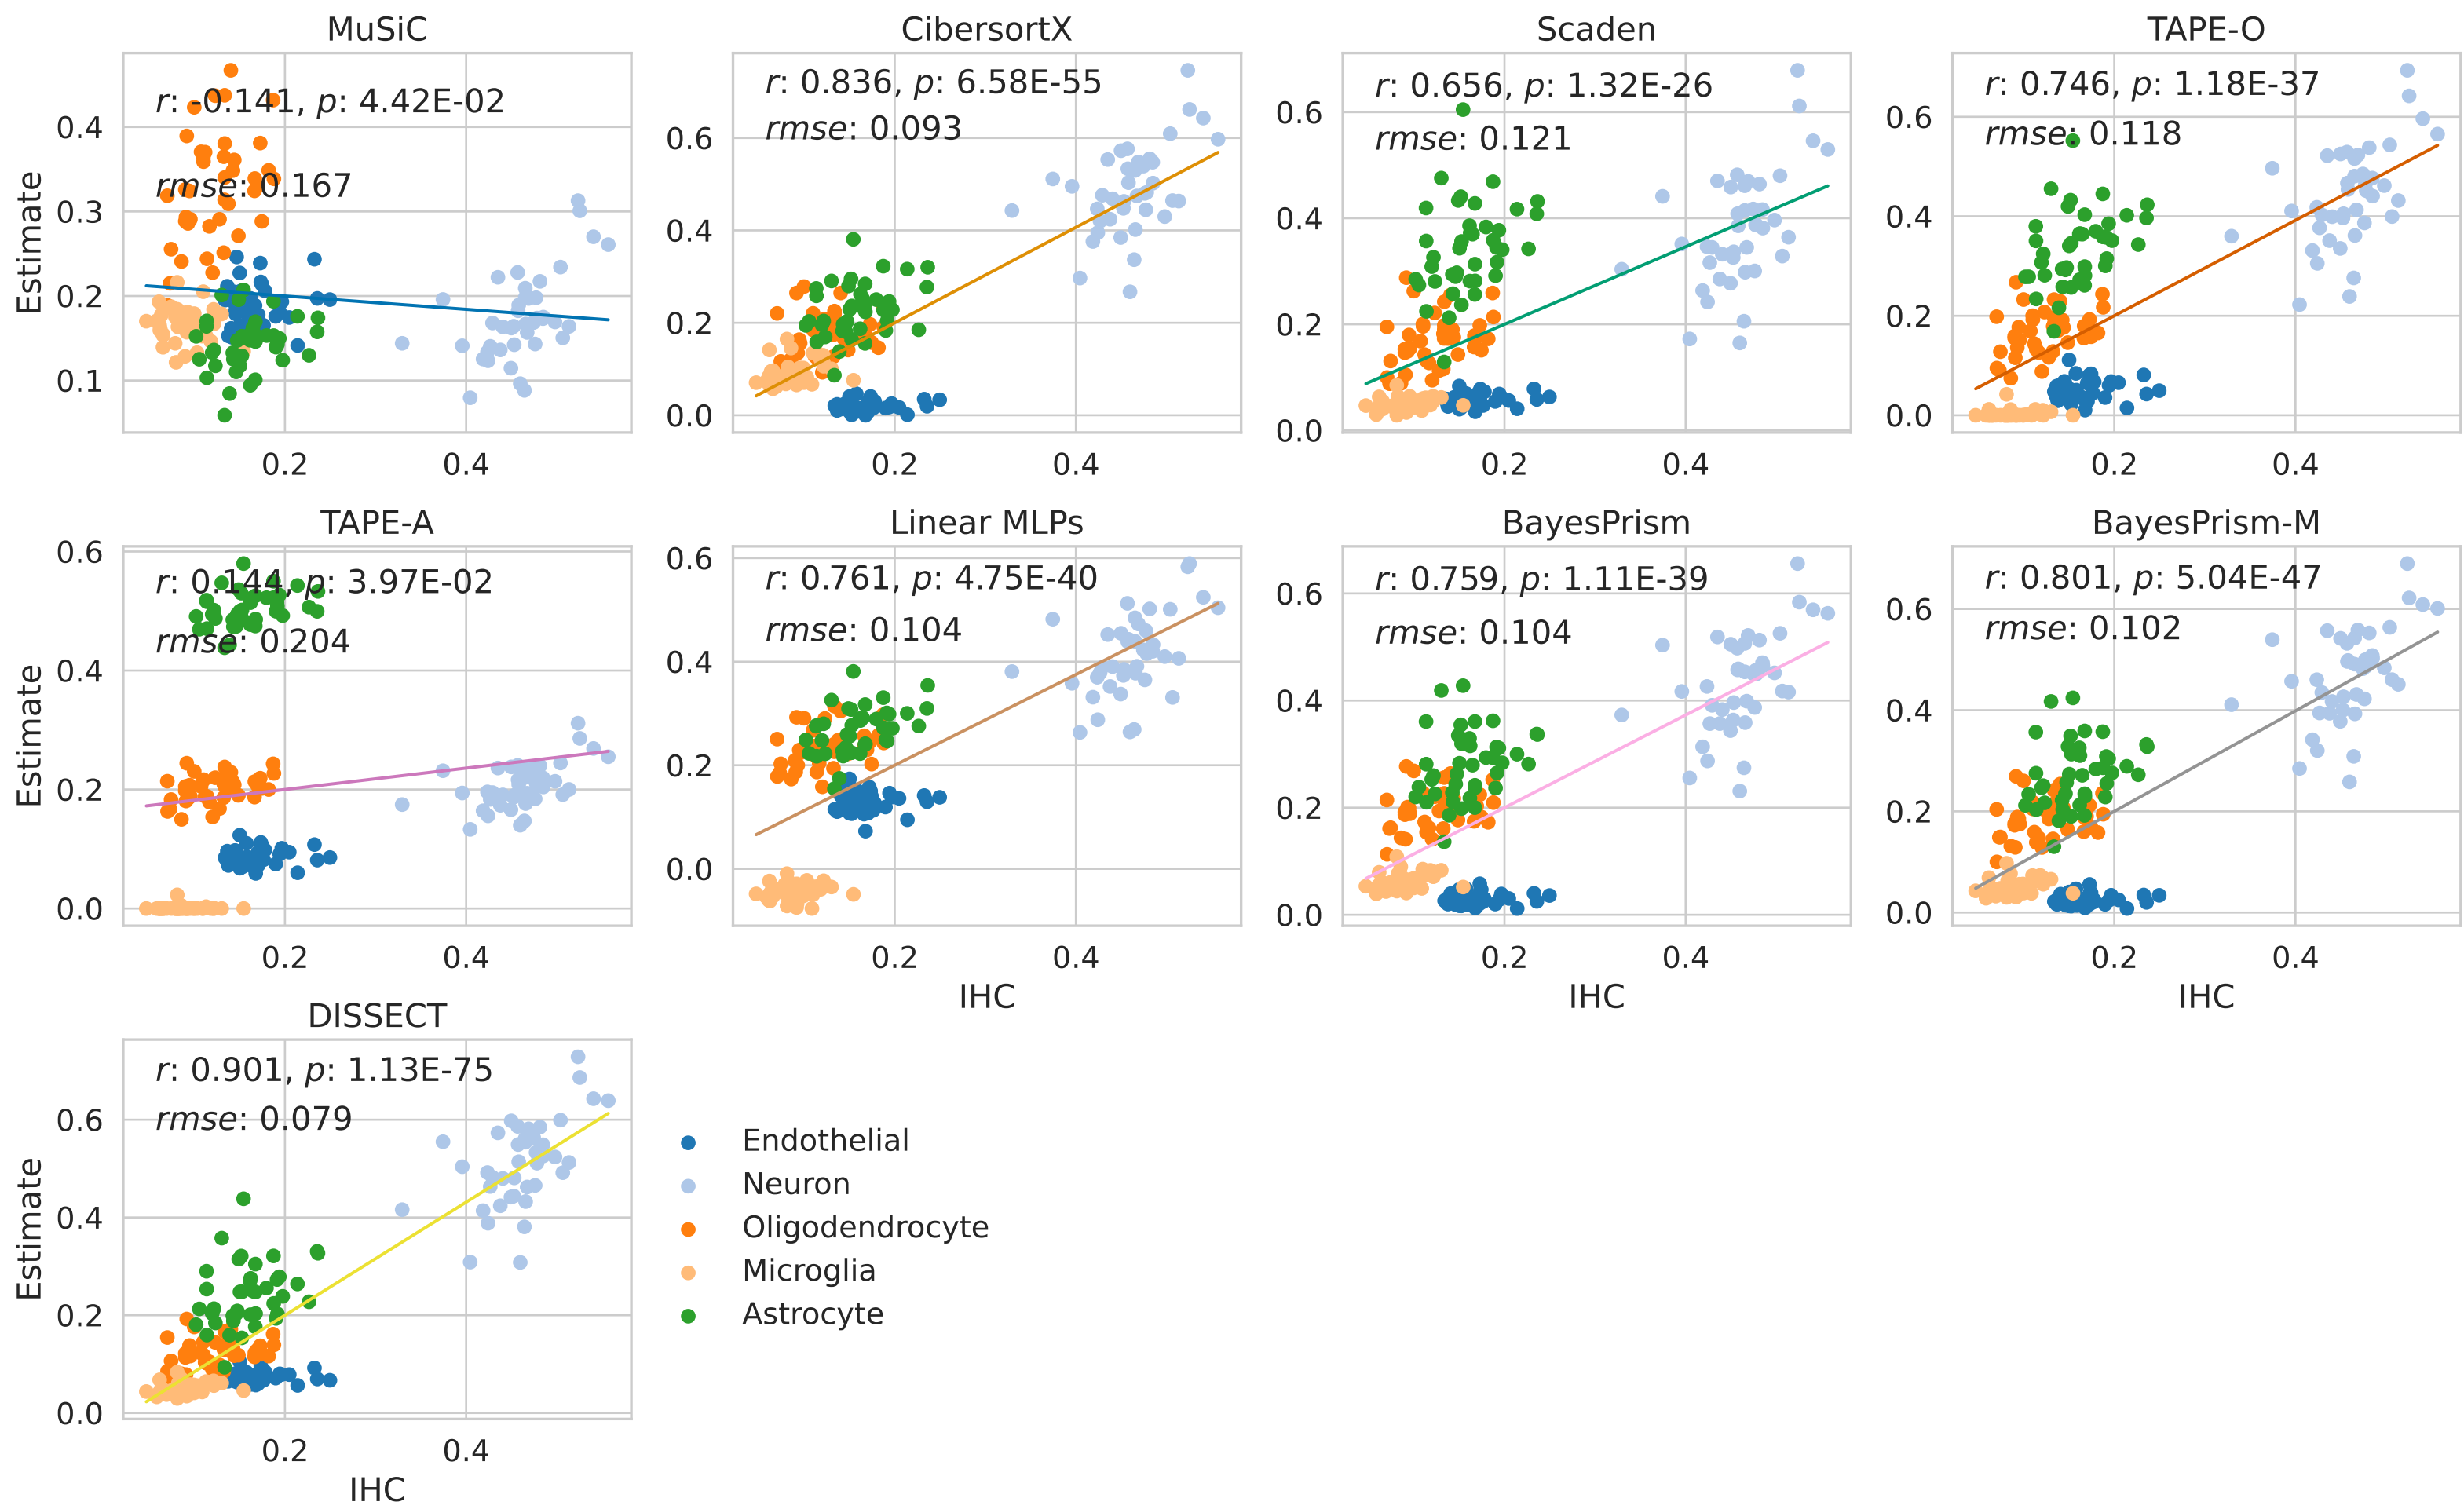 MuSiC
r: -0.141, p: 4.42E-02
rmse: 0.167
Estimate
0.4
0.3
0.2
0.1
0.2 0.4
CibersortX
r: 0.836, p: 6.58E-55
rmse: 0.093
0.6
0.4
0.2
0.0
0.2 0.4
Scaden
r: 0.656, p: 1.32E-26
rmse: 0.121
0.6
0.4
0.2
0.0
0.2 0.4
TAPE-O
r: 0.746, p: 1.18E-37
rmse: 0.118
0.6
0.4
0.2
0.0
0.2 0.4
TAPE-A
r: 0.144, p: 3.97E-02
rmse: 0.204
Estimate
0.6
0.4
0.2
0.0
0.2 0.4
Linear MLPs
r: 0.761, p: 4.75E-40
rmse: 0.104
0.6
0.4
0.2
0.0
0.2 0.4
IHC
BayesPrism
r: 0.759, p: 1.11E-39
rmse: 0.104
0.6
0.4
0.2
0.0
0.2 0.4
IHC
BayesPrism-M
r: 0.801, p: 5.04E-47
rmse: 0.102
0.6
0.4
0.2
0.0
0.2 0.4
IHC
DISSECT
r: 0.901, p: 1.13E-75
rmse: 0.079
Estimate
0.6
0.4
0.2
0.0
0.2 0.4
IHC
Endothelial
Neuron
Oligodendrocyte
Microglia
Astrocyte